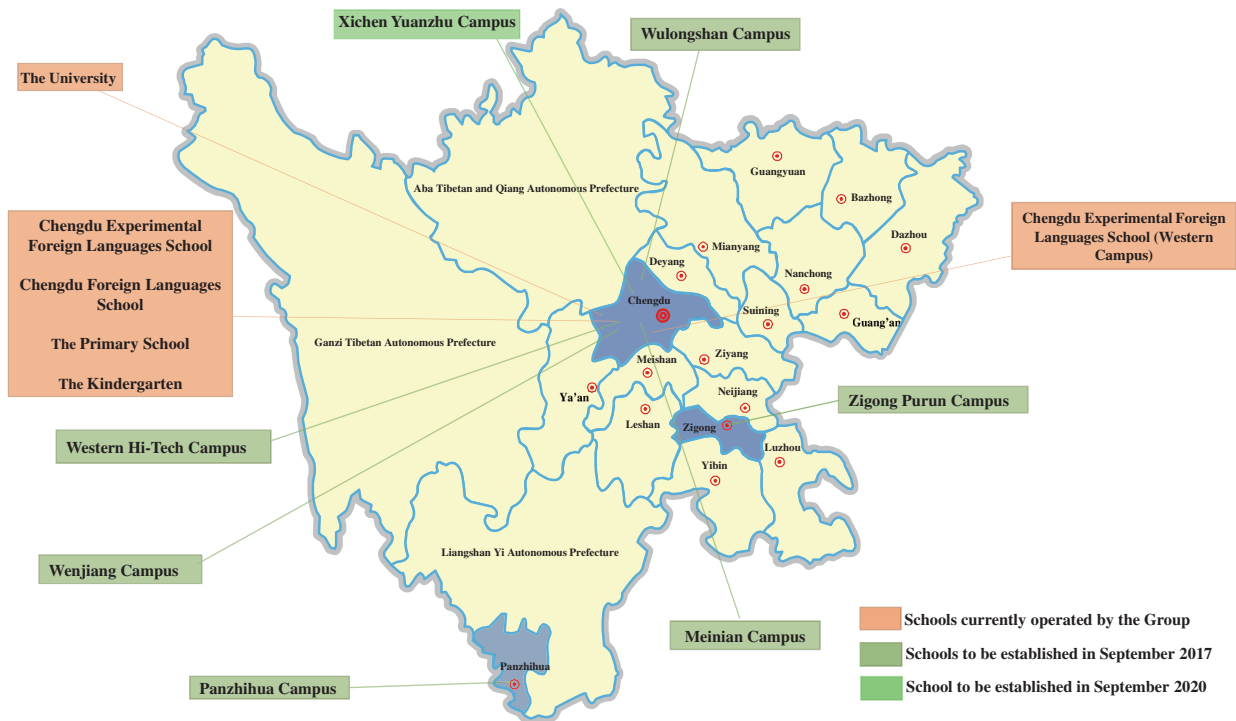 Xichen Yuanzhu Campus
Wulongshan Campus
The University
Guangyuan
Aba Tibetan and Qiang Autonomous Prefecture
Bazhong
Chengdu Experimental
Foreign Languages School
Chengdu Foreign Languages
School
The Primary School
The Kindergarten
Chengdu Experimental Foreign
Languages School (Western
Campus)
Dazhou
Mianyang
Deyang
Nanchong
Chengdu
Suining
Guang'an
Ganzi Tibetan Autonomous Prefecture
Meishan
Ziyang
Ya'an
Neijiang
Zigong Purun Campus
Leshan
Zigong
Western Hi-Tech Campus
Luzhou
Yibin
Liangshan Yi Autonomous Prefecture
Wenjiang Campus
Meinian Campus
Schools currently operated by the Group
Schools to be established in September 2017
School to be established in September 2020
Panzhihua
Panzhihua Campus